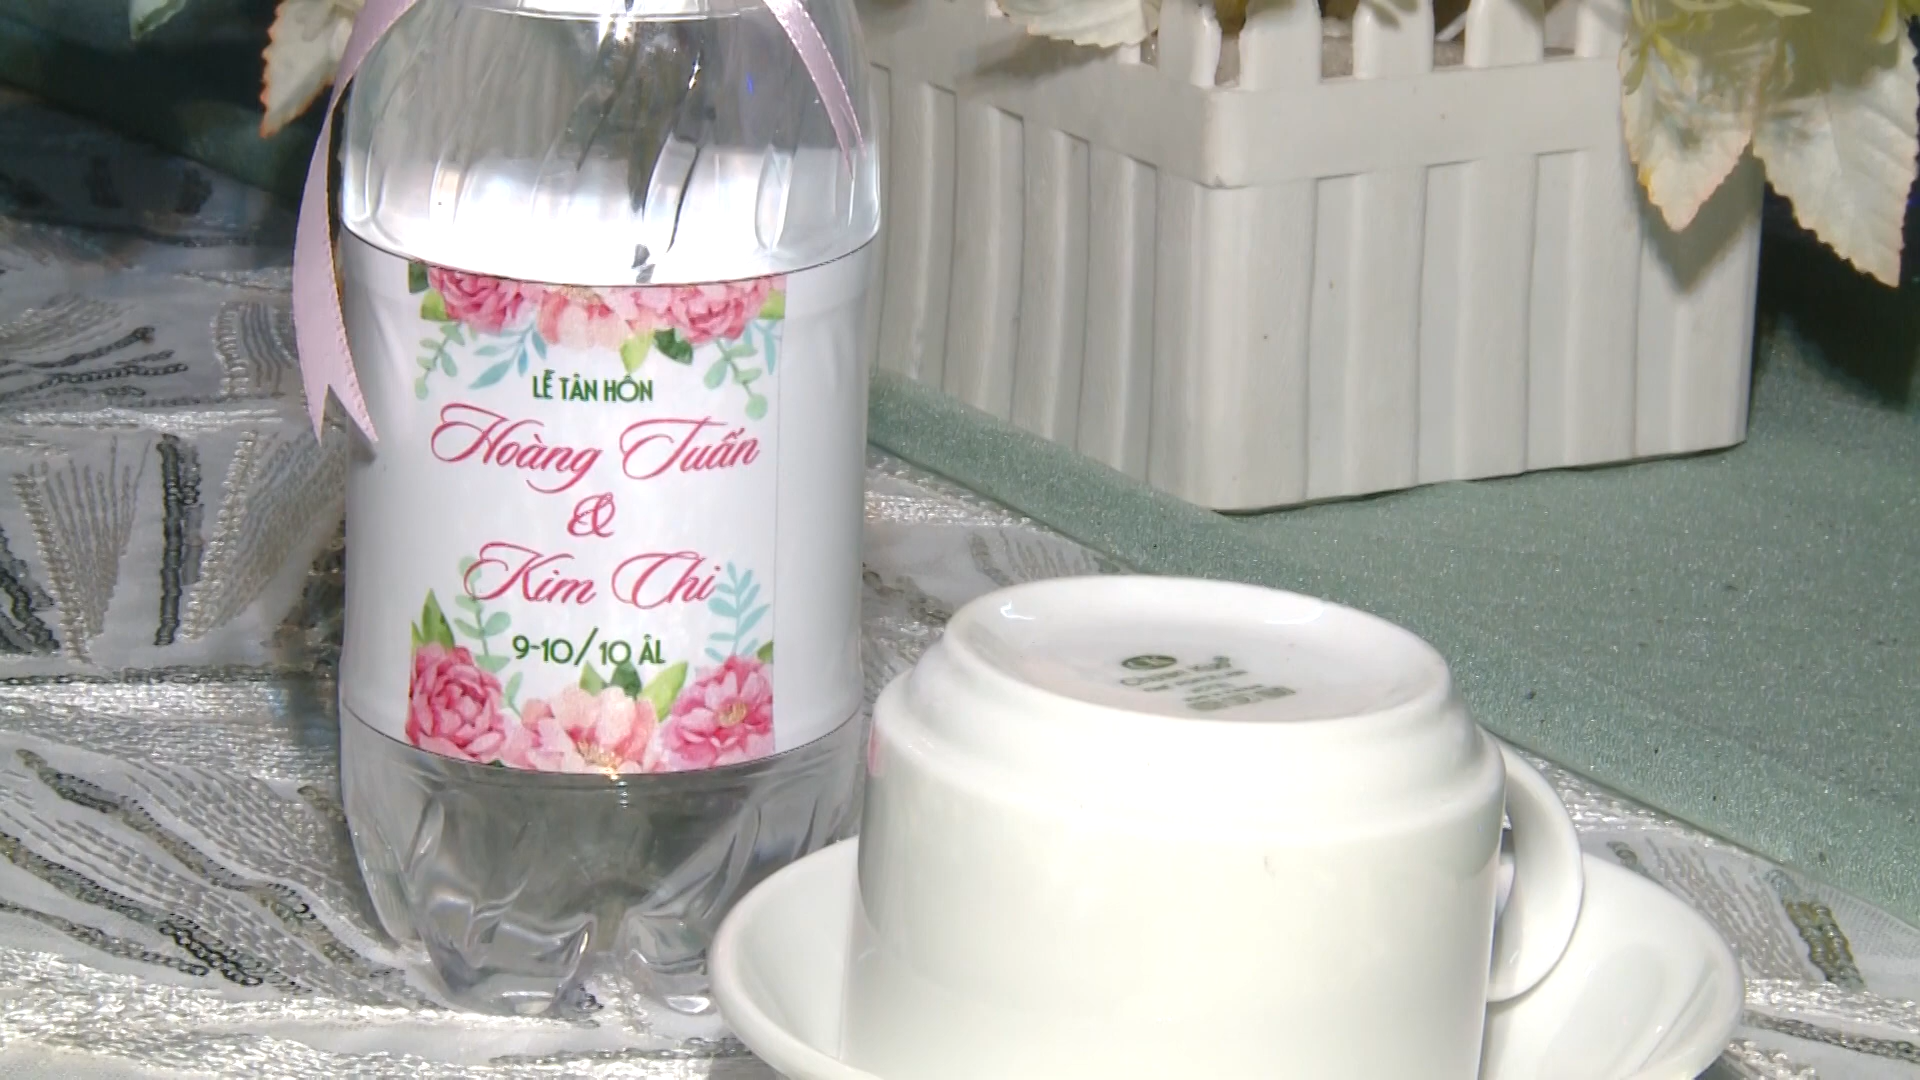 LỄ TÂN HÔN
Hoàng Tuấn
&
Kim Chi
9-10/10 ÂL